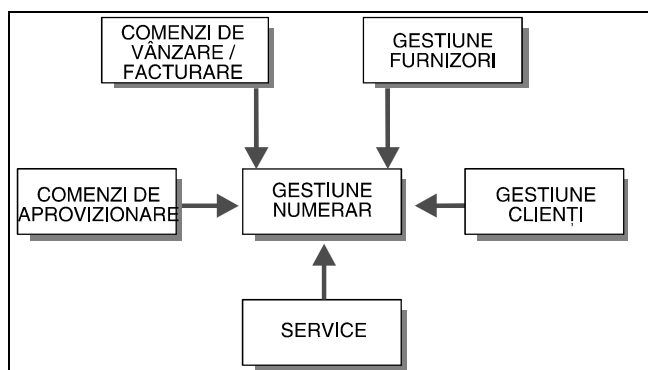 COMENZI DE
VÂNZARE /
FACTURARE
GESTIUNE
FURNIZORI
COMENZI DE
APROVIZIONARE
GESTIUNE
NUMERAR
GESTIUNE
CLIENȚI
SERVICE